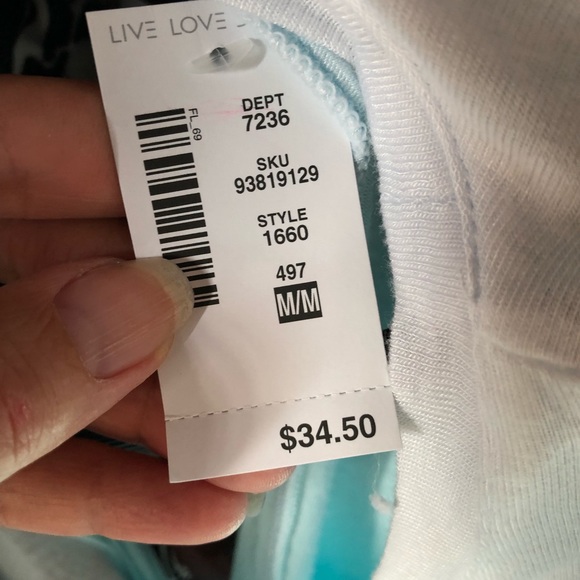 LIVE LOVE
DEPT
7236
FL_69
SKU
93819129
STYLE
1660
497
M/M
$34.50